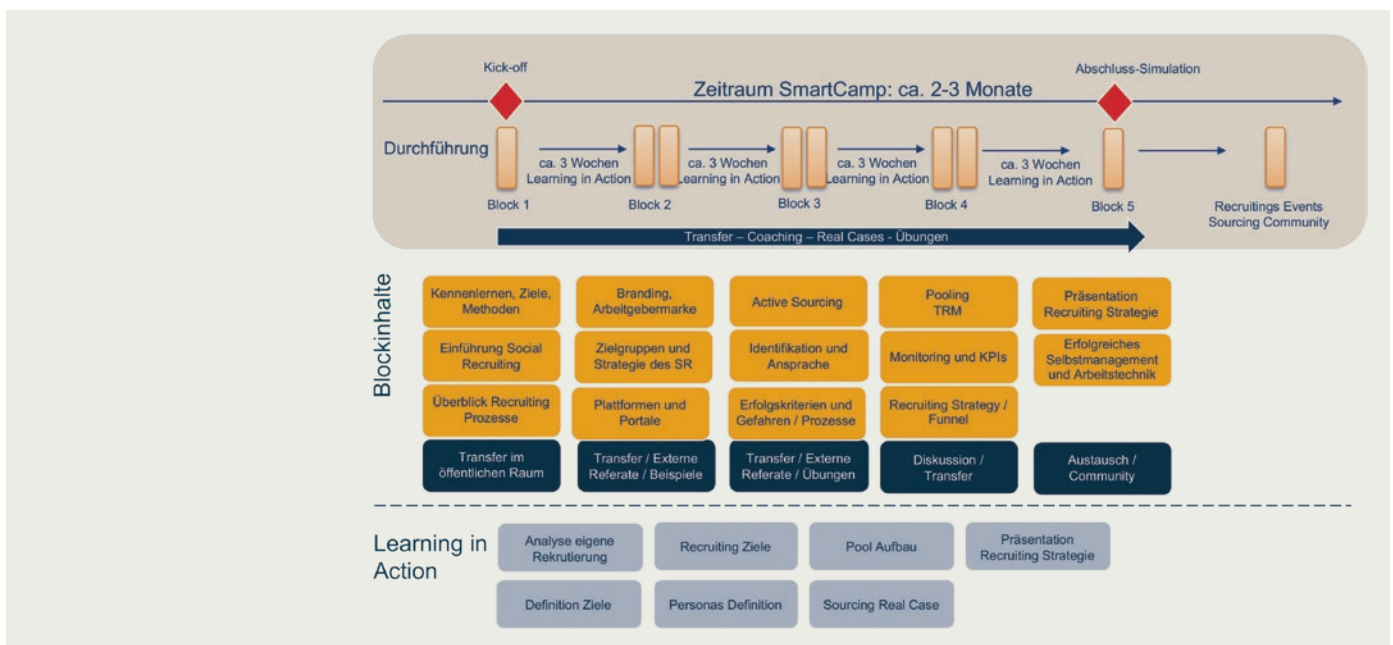 Kick-off
Abschluss-Simulation
Zeitraum SmartCamp: ca. 2-3 Monate
Durchführung
ca. 3 Wochen
Learning in Action
ca. 3 Wochen
Learning in Action
ca. 3 Wochen
Learning in Action
ca. 3 Wochen
Learning in Action
Block 1
Block 2
Block 3
Block 4
Block 5
Recruitings Events
Sourcing Community
Transfer – Coaching – Real Cases - Übungen
Blockinhalte
Kennenlernen, Ziele,
Methoden
Branding,
Arbeitgebermarke
Active Sourcing
Pooling
TRM
Präsentation
Recruiting Strategie
Einführung Social
Recruiting
Zielgruppen und
Strategie des SR
Identifikation und
Ansprache
Monitoring und KPIs
Erfolgreiches
Selbstmanagement
und Arbeitstechnik
Überblick Recruiting
Prozesse
Plattformen und
Portale
Erfolgskriterien und
Gefahren / Prozesse
Recruiting Strategy /
Funnel
Transfer im
öffentlichen Raum
Transfer / Externe
Referate / Beispiele
Transfer / Externe
Referate / Übungen
Diskussion /
Transfer
Austausch /
Community
Learning in
Action
Analyse eigene
Rekrutierung
Recruiting Ziele
Pool Aufbau
Präsentation
Recruiting Strategie
Definition Ziele
Personas Definition
Sourcing Real Case